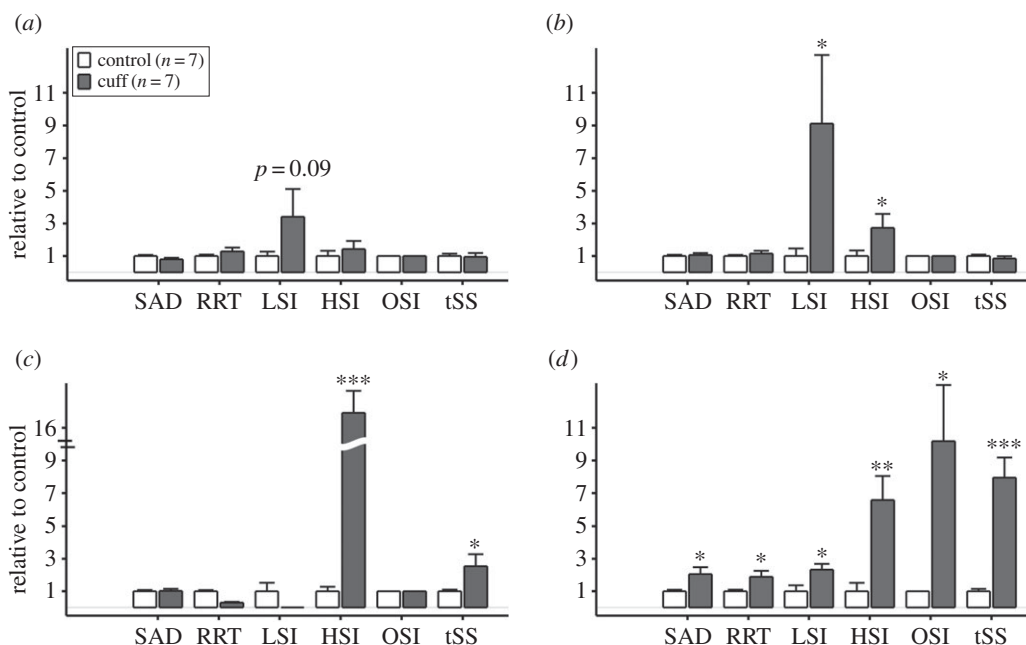 (a)
control (n = 7)
cuff (n = 7)
relative to control
11
9
7
5
3
1
p = 0.09
SAD RRT LSI HSI OSI tSS
(b)
11
9
7
5
3
1
*
*
SAD RRT LSI HSI OSI tSS
(c)
relative to control
16
9
7
5
3
1
***
*
SAD RRT LSI HSI OSI tSS
(d)
11
9
7
5
3
1
*
*
*
**
*
***
SAD RRT LSI HSI OSI tSS